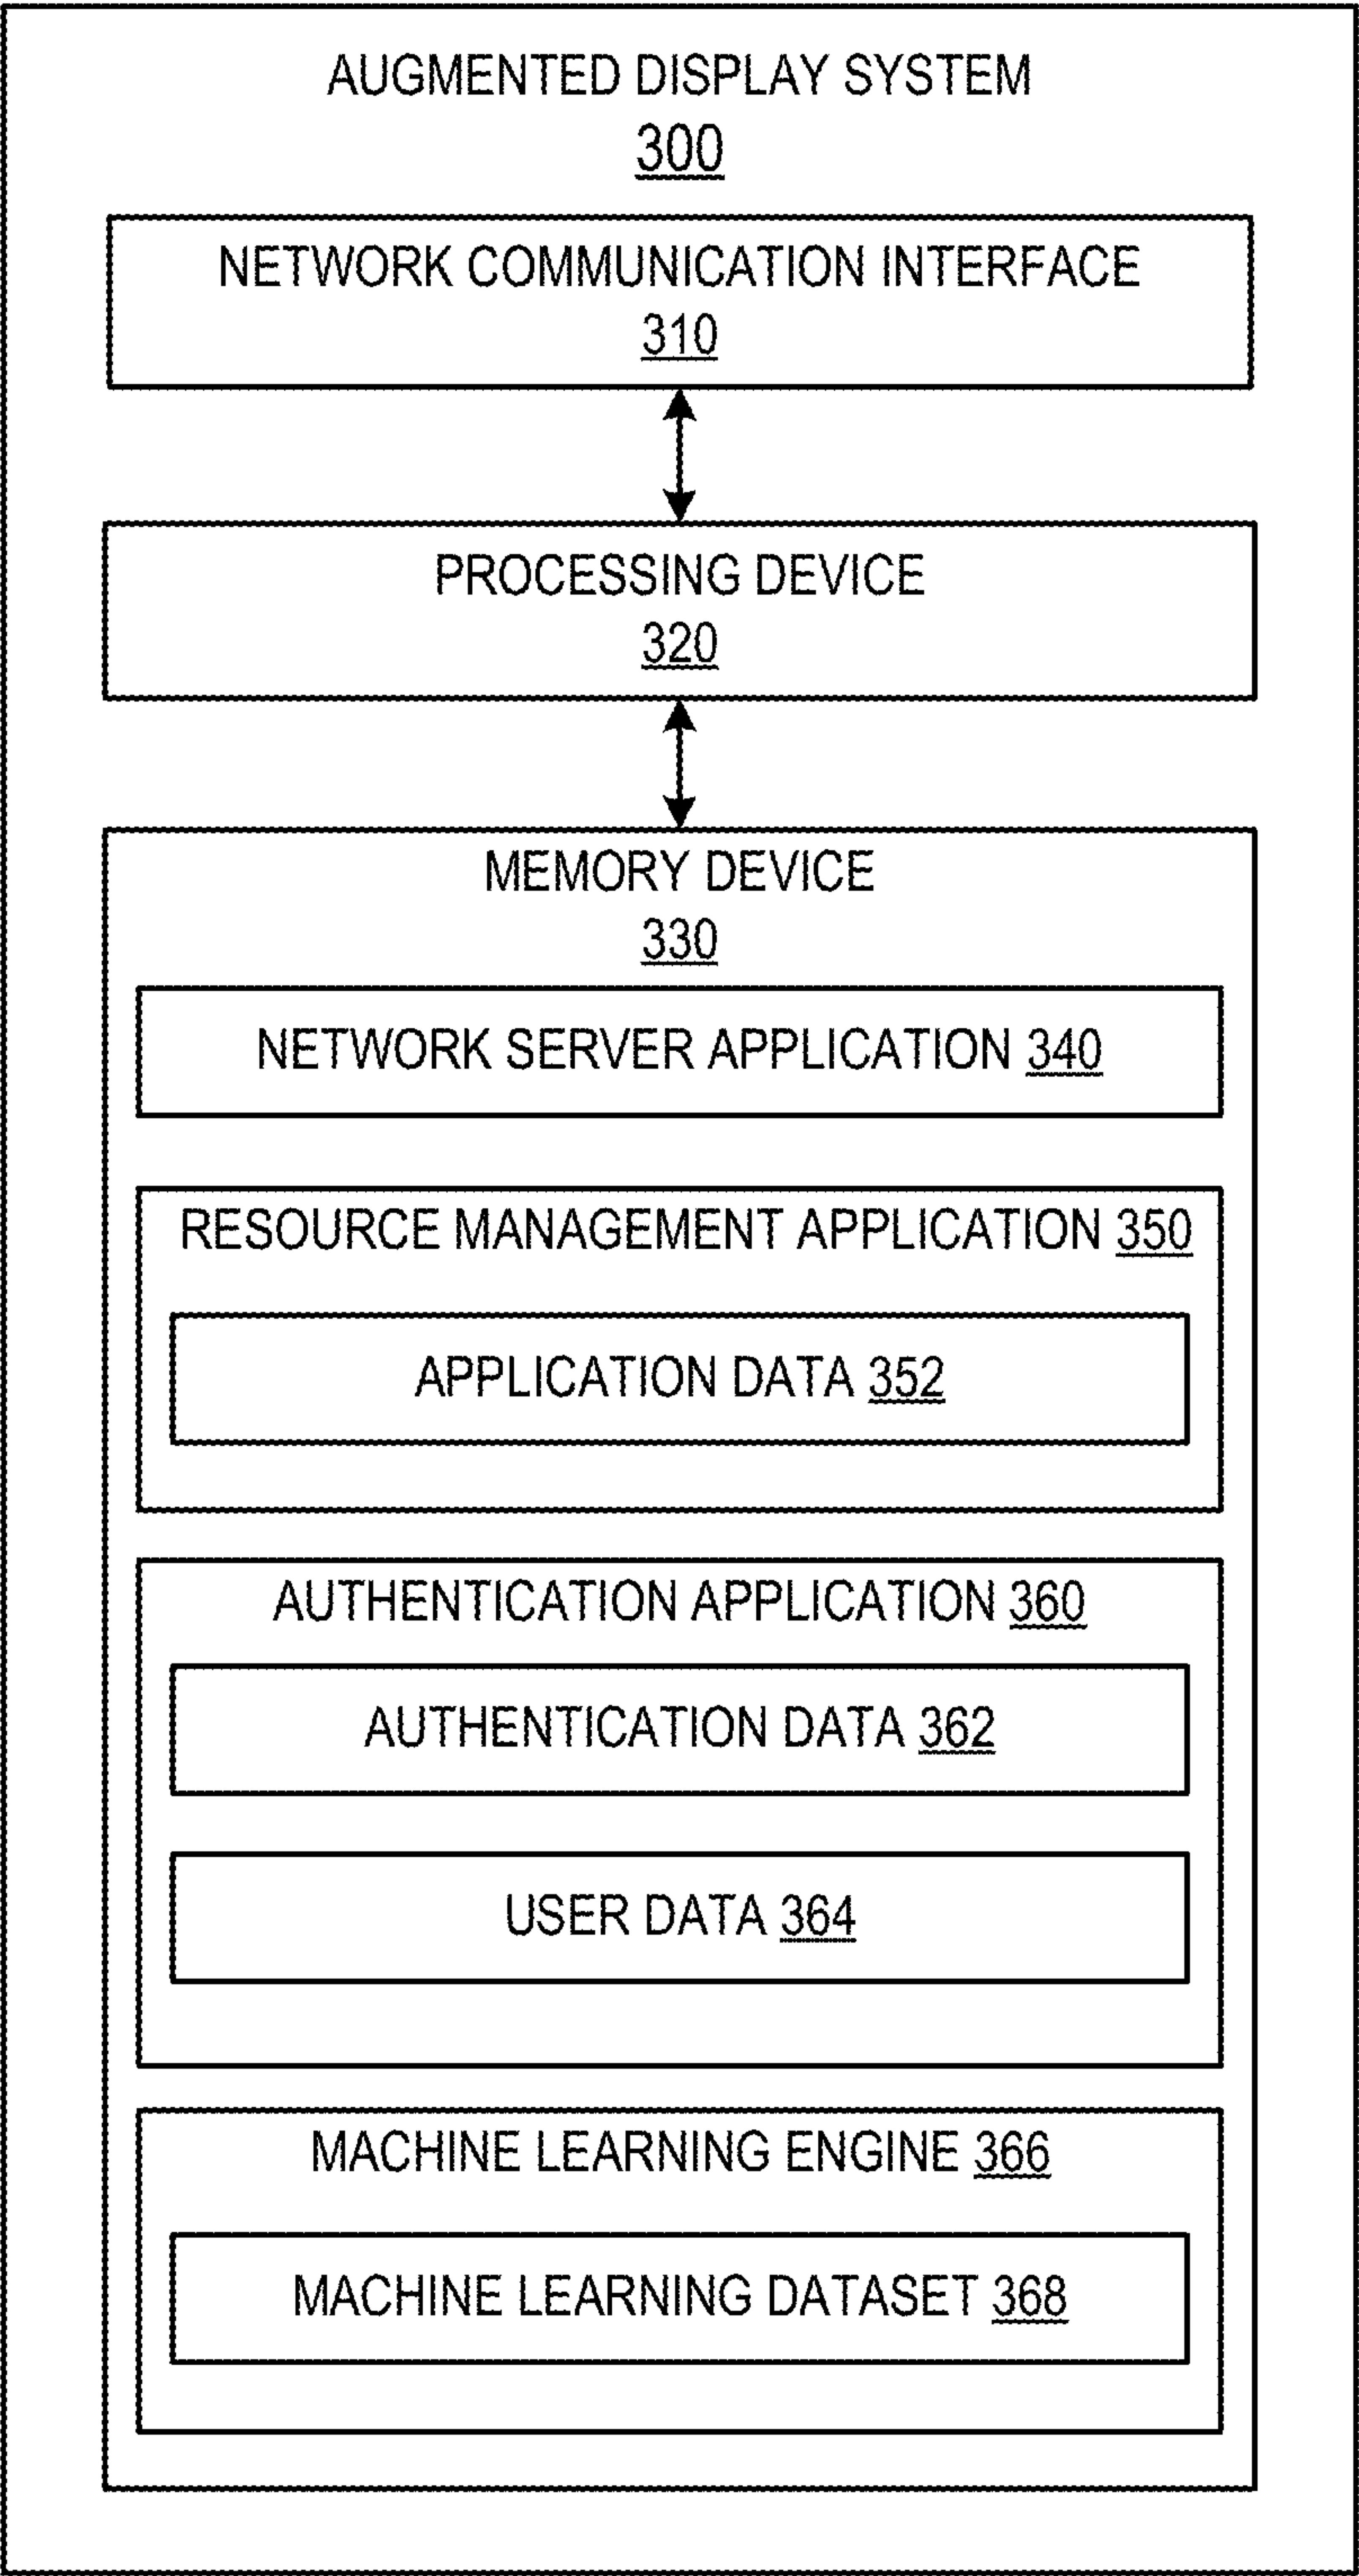 AUGMENTED DISPLAY SYSTEM
300
NETWORK COMMUNICATION INTERFACE
310
PROCESSING DEVICE
320
MEMORY DEVICE
330
NETWORK SERVER APPLICATION 340
RESOURCE MANAGEMENT APPLICATION 350
APPLICATION DATA 352
AUTHENTICATION APPLICATION 360
AUTHENTICATION DATA 362
USER DATA 364
MACHINE LEARNING ENGINE 366
MACHINE LEARNING DATASET 368